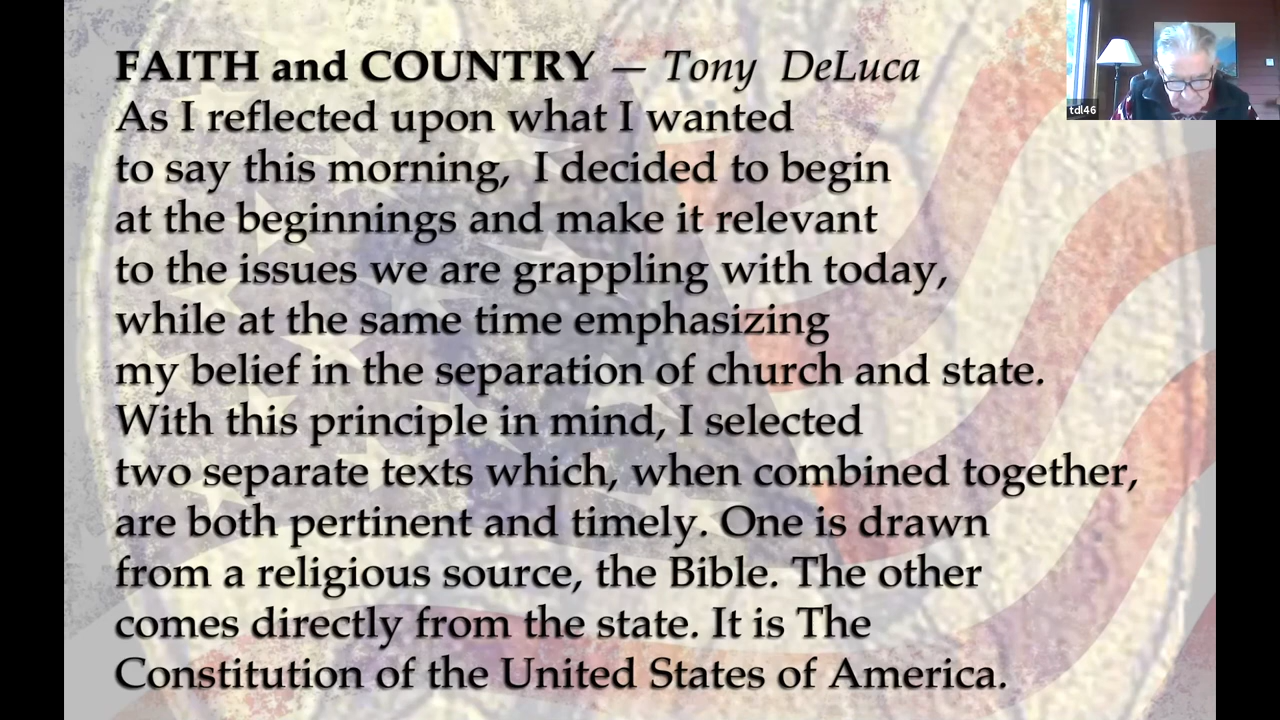 FAITH and COUNTRY — Tony DeLuca
As I reflected upon what I wanted
to say this morning, I decided to begin
at the beginnings and make it relevant
to the issues we are grappling with today,
while at the same time emphasizing
my belief in the separation of church and state.
With this principle in mind, I selected
two separate texts which, when combined together,
are both pertinent and timely. One is drawn
from a religious source, the Bible. The other
comes directly from the state. It is The
Constitution of the United States of America.
tdl46